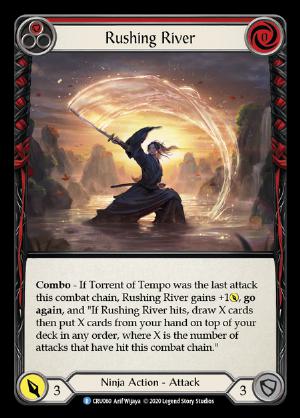 0
Rushing River
Combo - If Torrent of Tempo was the last attack
this combat chain, Rushing River gains +1, go
again, and "If Rushing River hits, draw X cards
then put X cards from your hand on top of your
deck in any order, where X is the number of
attacks that have hit this combat chain."
3
Ninja Action - Attack
3
CRU060 Arif Wijaya © 2020 Legend Story Studios